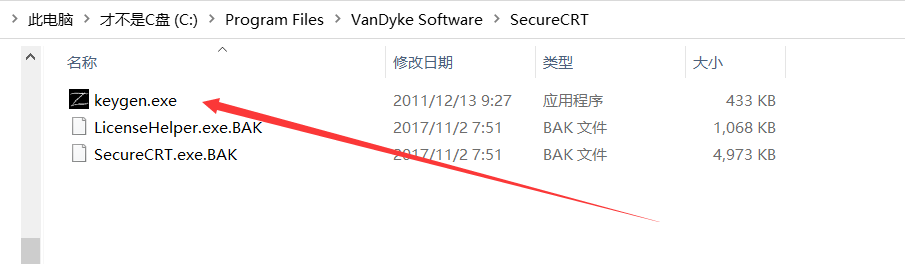 此电脑 > 才不是C盘 (C:) > Program Files > VanDyke Software > SecureCRT
名称 修改日期 类型 大小
keygen.exe 2011/12/13 9:27 应用程序 433 KB
LicenseHelper.exe.BAK 2017/11/2 7:51 BAK 文件 1,068 KB
SecureCRT.exe.BAK 2017/11/2 7:51 BAK 文件 4,973 KB